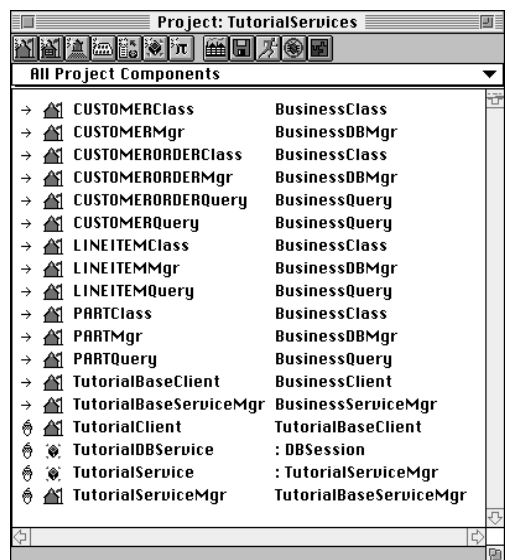 Project: TutorialServices
All Project Components
CUSTOMERClass BusinessClass
CUSTOMERMgr BusinessDBMgr
CUSTOMERORDERClass BusinessClass
CUSTOMERORDERMgr BusinessDBMgr
CUSTOMERORDERQuery BusinessQuery
CUSTOMERQuery BusinessQuery
LINEITEMClass BusinessClass
LINEITEMMgr BusinessDBMgr
LINEITEMQuery BusinessQuery
PARTClass BusinessClass
PARTMgr BusinessDBMgr
PARTQuery BusinessQuery
TutorialBaseClient BusinessClient
TutorialBaseServiceMgr BusinessServiceMgr
TutorialClient TutorialBaseClient
TutorialDBService : DBSession
TutorialService : TutorialServiceMgr
TutorialServiceMgr TutorialBaseServiceMgr